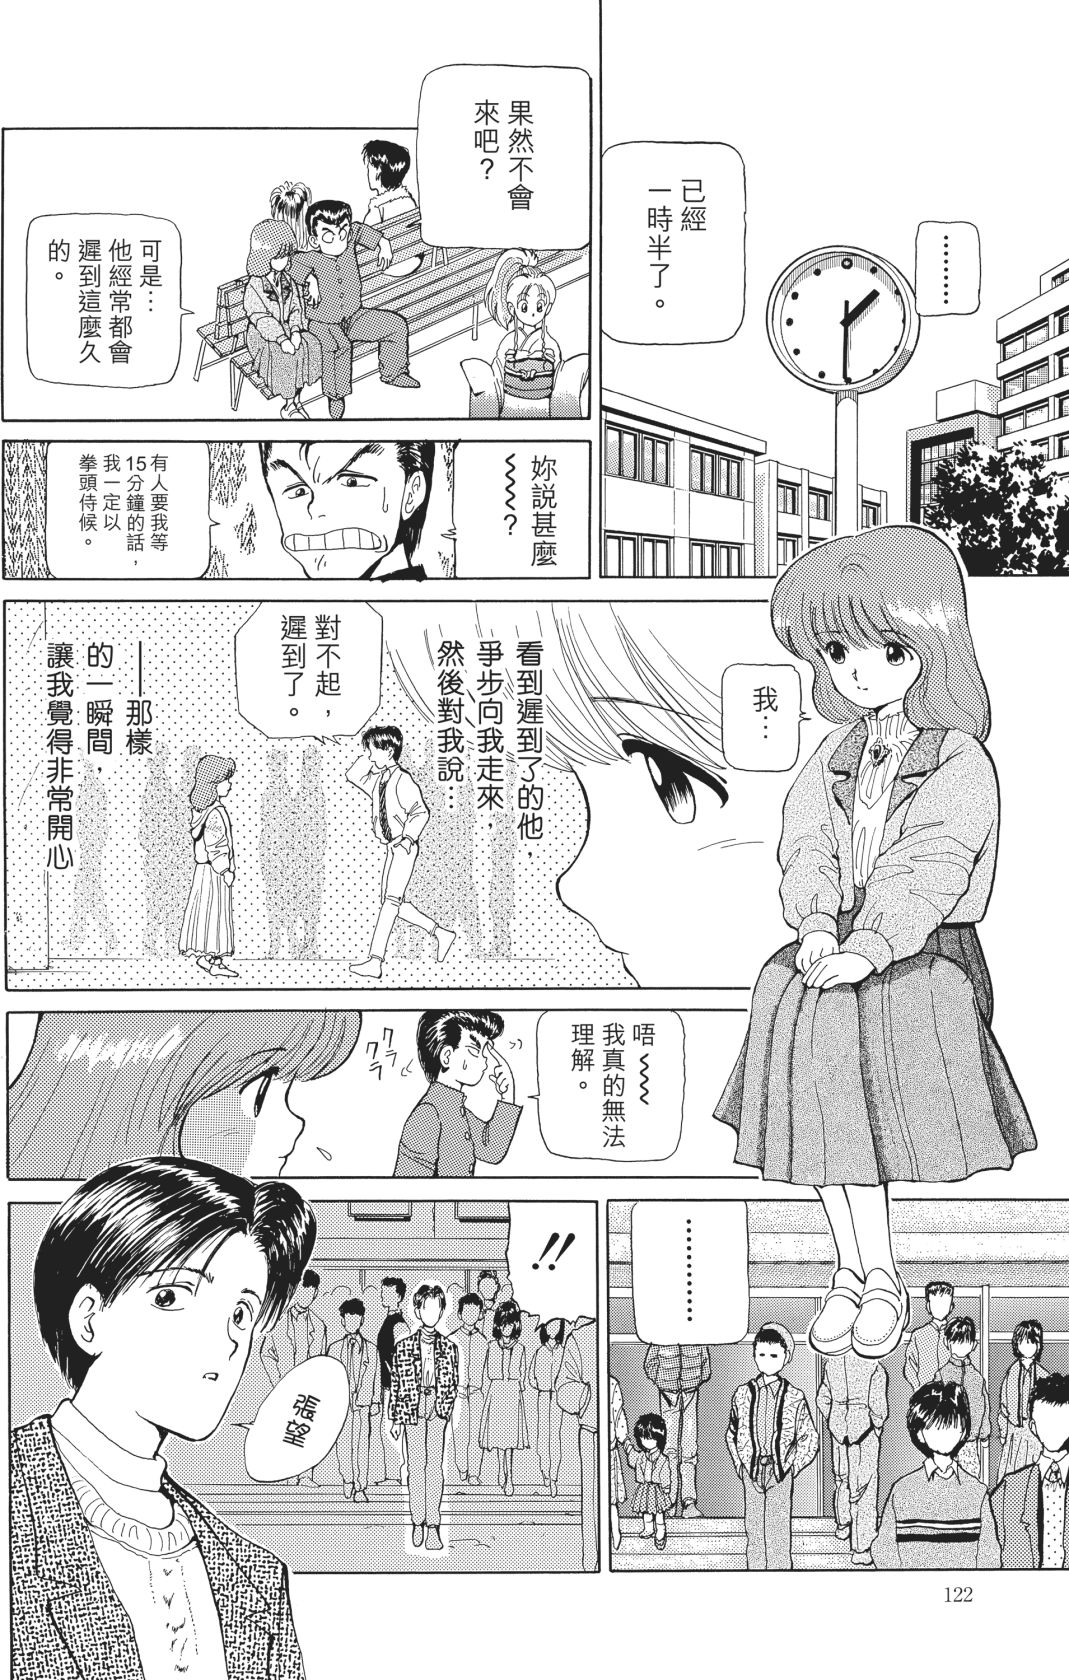 …………
已經
一時半了。
果然不會
來吧？
可是…
他經常都會
遲到這麼久
的。
妳說甚麼
～～～？
有人要我等
15分鐘的話，
我一定以
拳頭侍候。
我…
看到遲到了的他，
爭步向我走來，
然後對我說…
對不起，
遲到了。
——那樣
的一瞬間，
讓我覺得非常開心
唔～～
我真的無法
理解。
クラ
クラ
…………
!!
張望
122